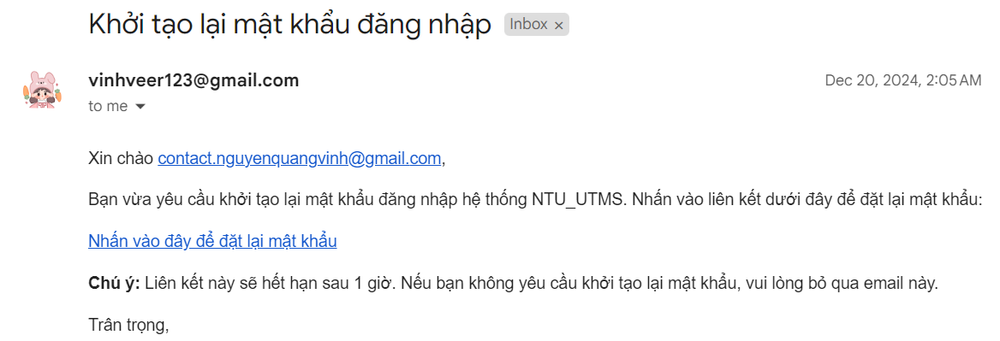 Khởi tạo lại mật khẩu đăng nhập Inbox ×
vinhveer123@gmail.com Dec 20, 2024, 2:05 AM
to me
Xin chào contact.nguyenquangvinh@gmail.com,
Bạn vừa yêu cầu khởi tạo lại mật khẩu đăng nhập hệ thống NTU_UTMS. Nhấn vào liên kết dưới đây để đặt lại mật khẩu:
Nhấn vào đây để đặt lại mật khẩu
Chú ý: Liên kết này sẽ hết hạn sau 1 giờ. Nếu bạn không yêu cầu khởi tạo lại mật khẩu, vui lòng bỏ qua email này.
Trân trọng,